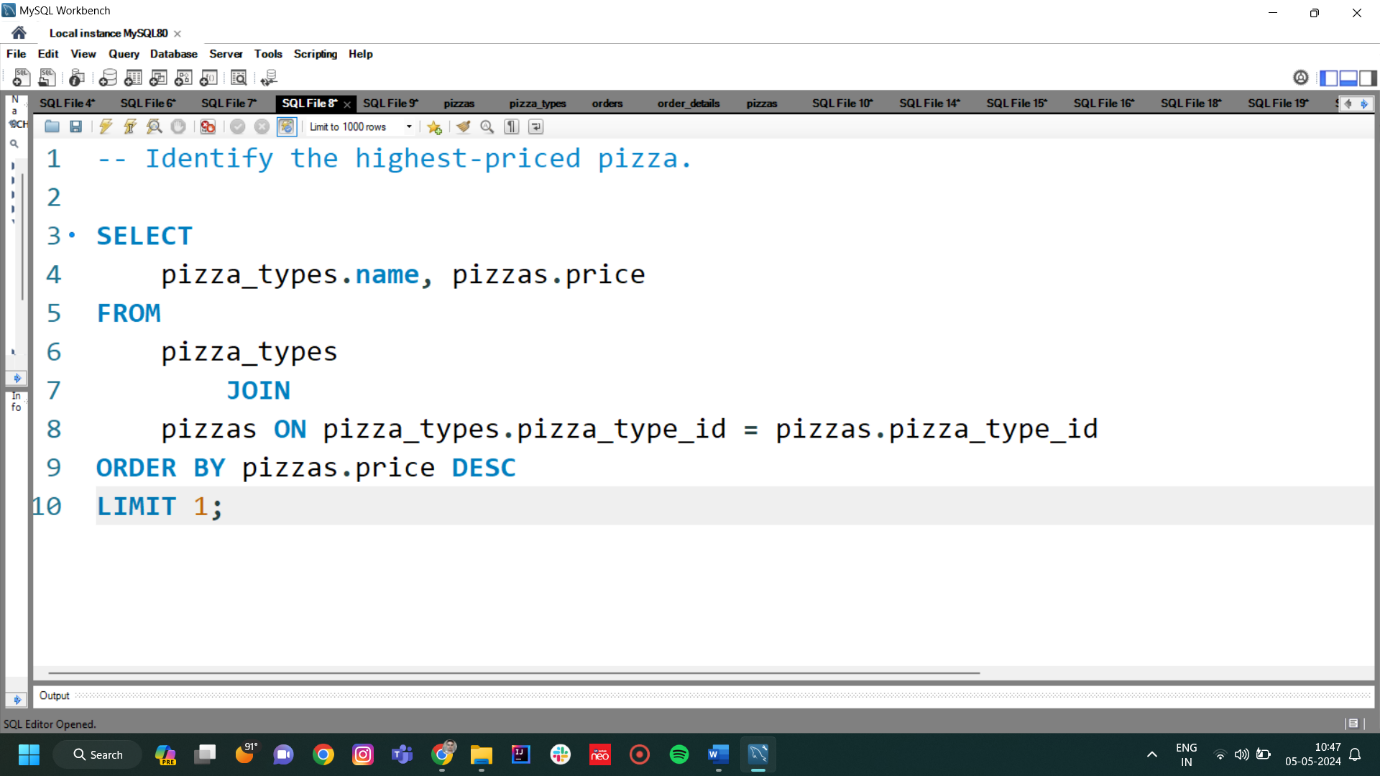 MySQL Workbench
Local instance MySQL80
File Edit View Query Database Server Tools Scripting Help
SQL File 4* SQL File 6* SQL File 7* SQL File 8* SQL File 9* pizzas pizza_types orders order_details pizzas SQL File 10* SQL File 14* SQL File 15* SQL File 16* SQL File 18* SQL File 19*
Limit to 1000 rows
1 -- Identify the highest-priced pizza.
2
3 SELECT
4 pizza_types.name, pizzas.price
5 FROM
6 pizza_types
7 JOIN
8 pizzas ON pizza_types.pizza_type_id = pizzas.pizza_type_id
9 ORDER BY pizzas.price DESC
10 LIMIT 1;
Output
SQL Editor Opened.
Search
91°
PRE
neo
ENG
IN
10:47
05-05-2024